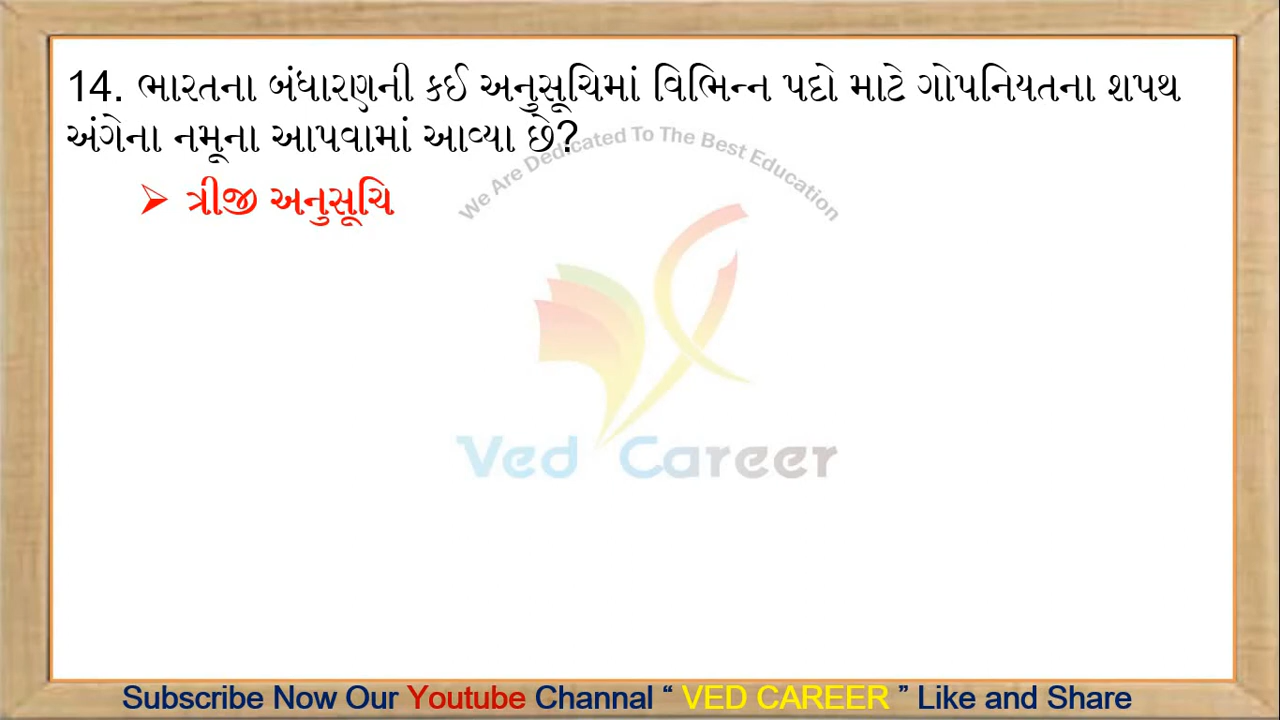 14. ભારતના બંધારણની કઈ અનુસૂચિમાં વિભિન્ન પદો માટે ગોપનિયતના શપથ
અંગેના નમૂના આપવામાં આવ્યા છે?
We Are Dedicated To The Best Education
➢ ત્રીજી અનુસૂચિ
Ved Career
Subscribe Now Our Youtube Channal “ VED CAREER ” Like and Share